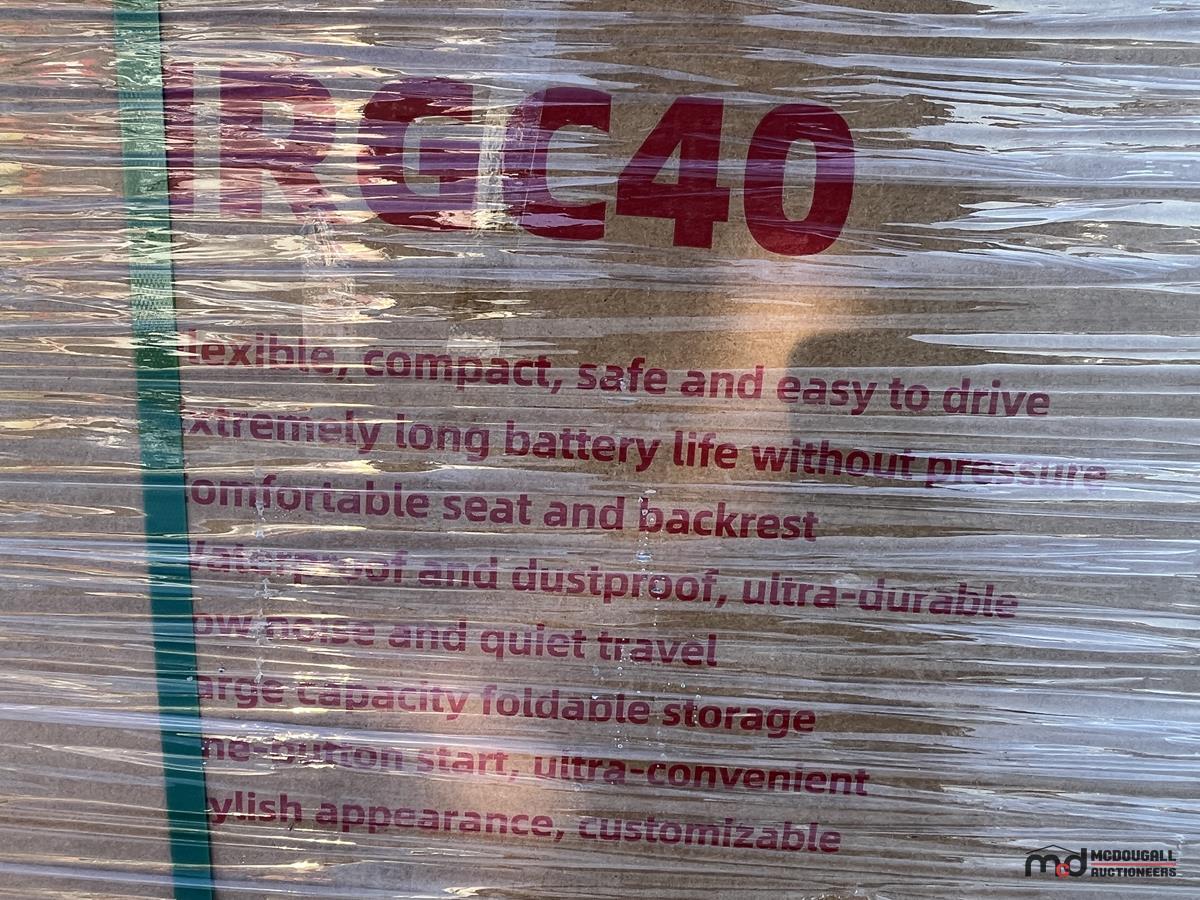 IRGC40
lexible, compact, safe and easy to drive
xtremely long battery life without pressure
omfortable seat and backrest
aterproof and dustproof, ultra-durable
ow noise and quiet travel
arge capacity foldable storage
ne-button start, ultra-convenient
ylish appearance, customizable
md MCDOUGALL
AUCTIONEERS